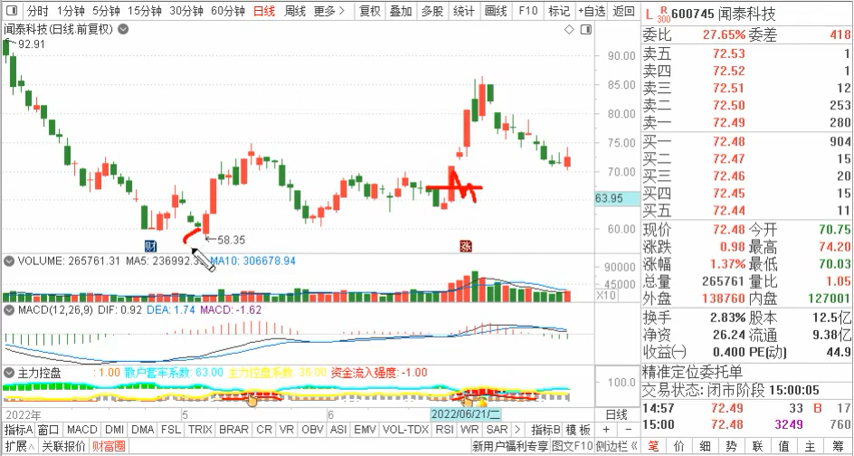 分时 1分钟 5分钟 15分钟 30分钟 60分钟 日线 周线 更多 > 复权 叠加 多股 统计 画线 F10 标记 +自选 返回
闻泰科技(日线.前复权)
92.91
90.00
85.00
80.00
75.00
70.00
63.95
60.00
58.35
财
涨
VOLUME: 265761.31 MA5: 236992.3 MA10: 306678.94
90000
45000
X10
MACD(12,26,9) DIF: 0.92 DEA: 1.74 MACD: -1.62
主力控盘 : 1.00 散户套牢系数: 63.00 主力控盘系数: 38.00 资金流入强度: -1.00
100.0
2022年 5 6 2022/06/21/二 日线
指标A 窗口 MACD DMI DMA FSL TRIX BRAR CR VR OBV ASI EMV VOL-TDX RSI WR SAR > 指标B 模板 + -
扩展∧ 关联报价 财富圈 新用户福利专享 图文F10 侧边栏 <<
L R 300 600745 闻泰科技
委比 27.65% 委差 418
卖五 72.53 1
卖四 72.52 1
卖三 72.51 12
卖二 72.50 253
卖一 72.49 280
买一 72.48 904
买二 72.47 15
买三 72.46 20
买四 72.45 15
买五 72.44 11
现价 72.48 今开 70.75
涨跌 0.98 最高 74.20
涨幅 1.37% 最低 70.03
总量 265761 量比 1.05
外盘 138760 内盘 127001
换手 2.83% 股本 12.5亿
净资 26.24 流通 9.38亿
收益(一) 0.400 PE(动) 44.9
精准定位委托单
交易状态: 闭市阶段 15:00:05
14:57 72.49 33 B 17
15:00 72.48 3249 760
笔 价 细 势 联 值 主 筹